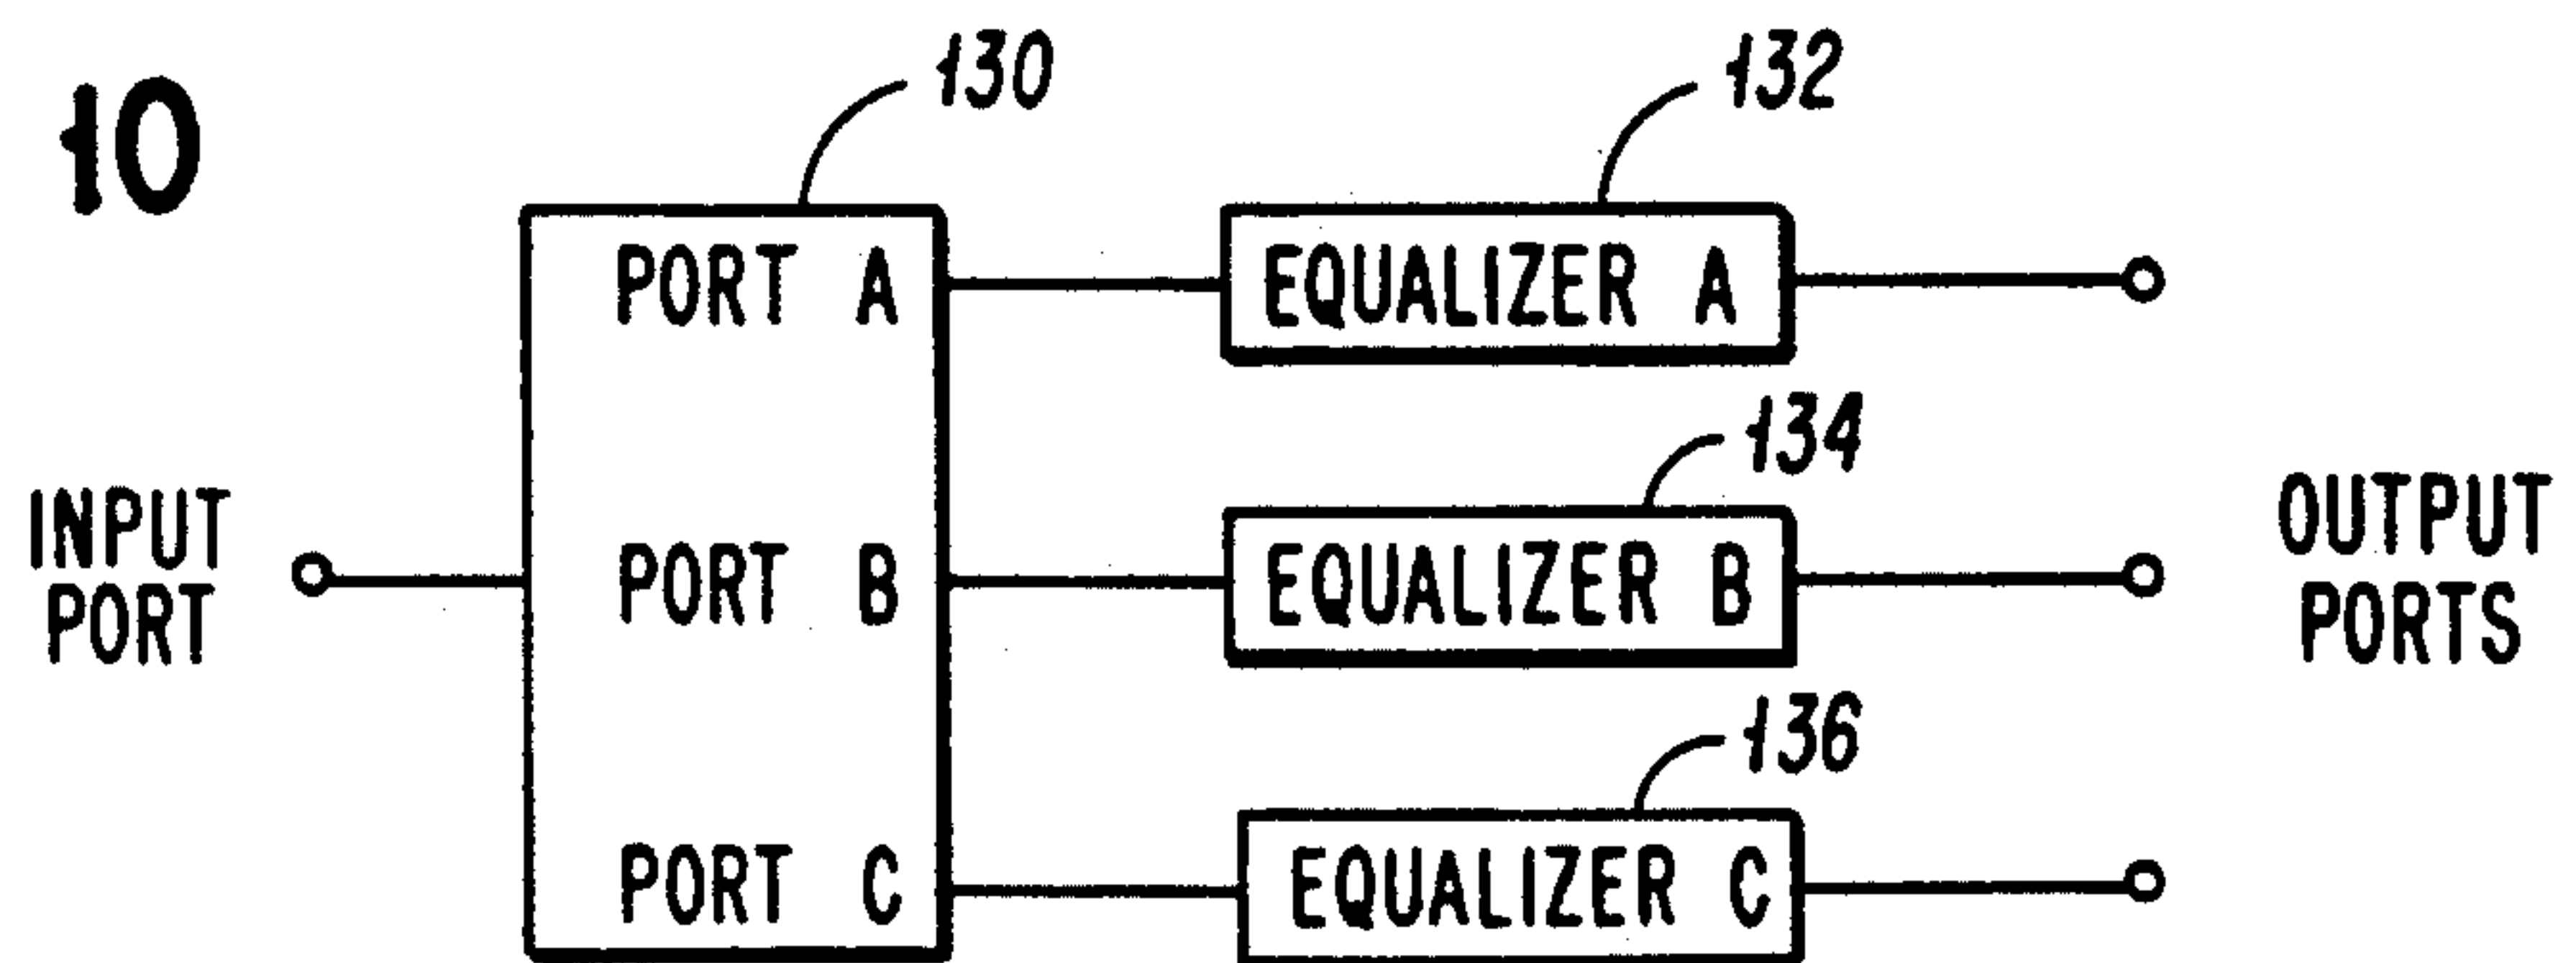 10
130
132
PORT A
EQUALIZER A
134
INPUT
PORT
PORT B
EQUALIZER B
OUTPUT
PORTS
136
PORT C
EQUALIZER C